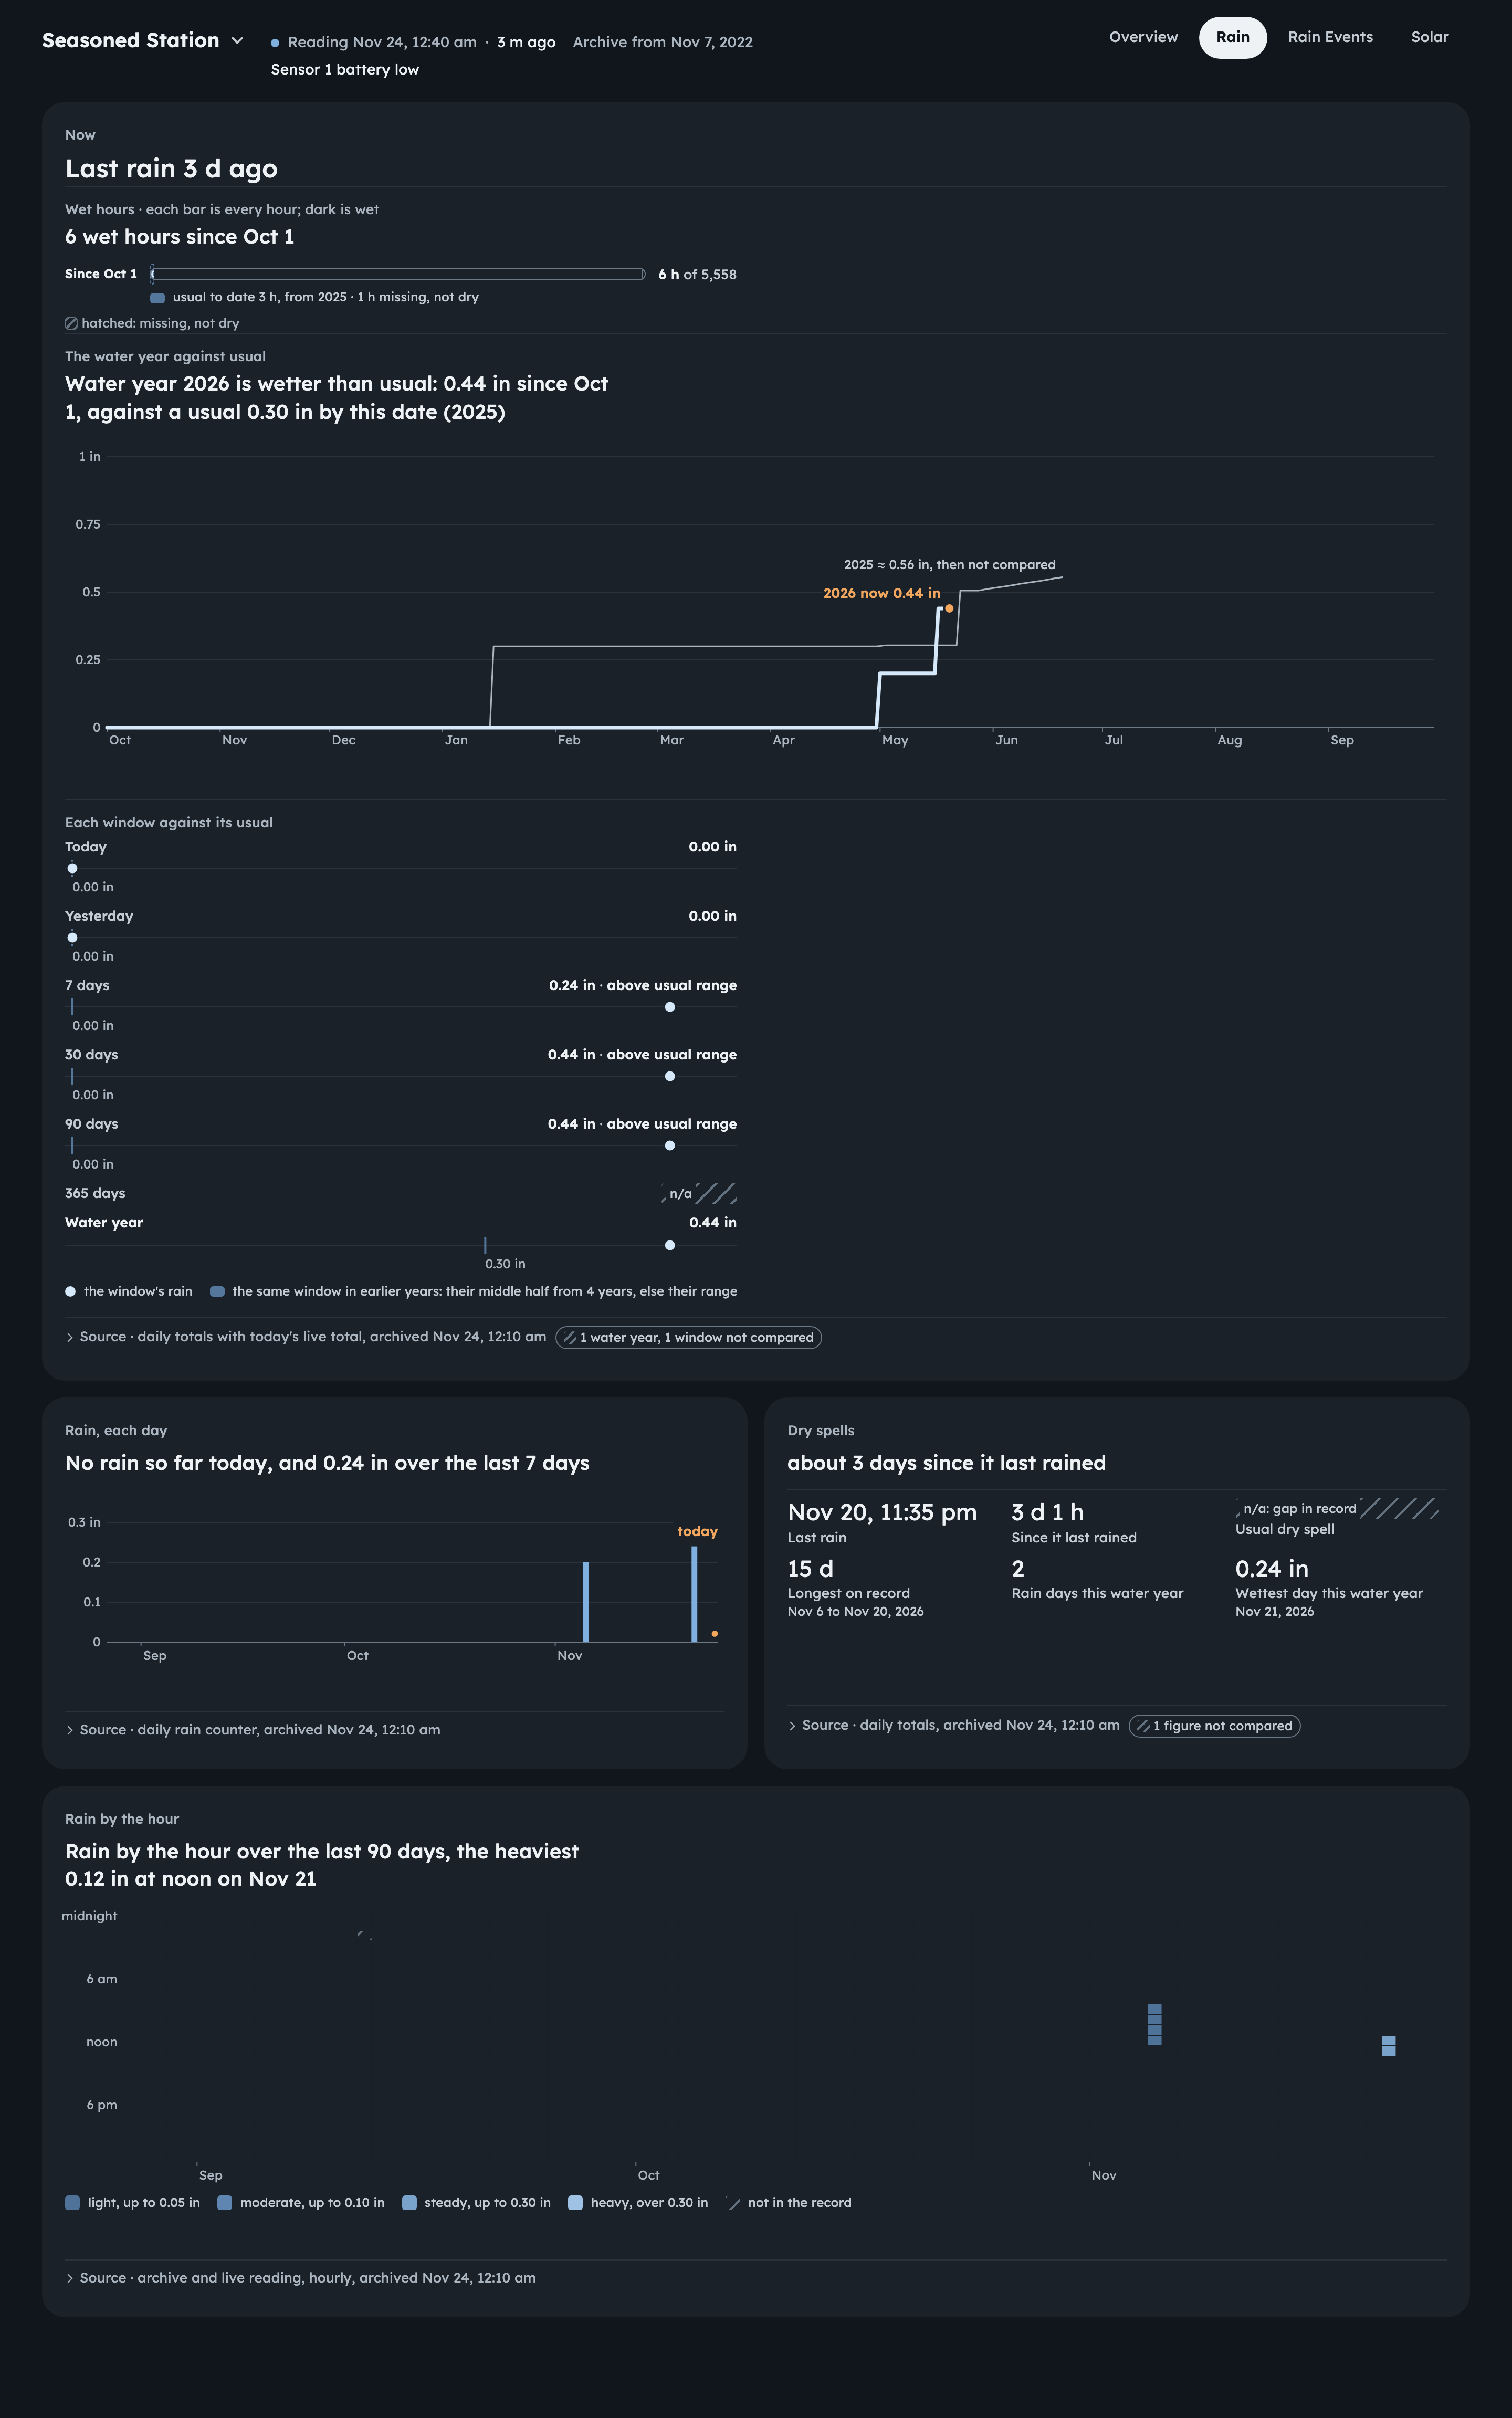 Seasoned Station
Reading Nov 24, 12:40 am · 3 m ago Archive from Nov 7, 2022
Sensor 1 battery low
Overview Rain Rain Events Solar
Now
Last rain 3 d ago
Wet hours · each bar is every hour; dark is wet
6 wet hours since Oct 1
Since Oct 1 6 h of 5,558
usual to date 3 h, from 2025 · 1 h missing, not dry
hatched: missing, not dry
The water year against usual
Water year 2026 is wetter than usual: 0.44 in since Oct
1, against a usual 0.30 in by this date (2025)
1 in
0.75
2025 ≈ 0.56 in, then not compared
0.5
2026 now 0.44 in
0.25
0
Oct Nov Dec Jan Feb Mar Apr May Jun Jul Aug Sep
Each window against its usual
Today 0.00 in
0.00 in
Yesterday 0.00 in
0.00 in
7 days 0.24 in · above usual range
0.00 in
30 days 0.44 in · above usual range
0.00 in
90 days 0.44 in · above usual range
0.00 in
365 days n/a
Water year 0.44 in
0.30 in
the window's rain the same window in earlier years: their middle half from 4 years, else their range
Source · daily totals with today's live total, archived Nov 24, 12:10 am 1 water year, 1 window not compared
Rain, each day
No rain so far today, and 0.24 in over the last 7 days
0.3 in
today
0.2
0.1
0
Sep Oct Nov
Source · daily rain counter, archived Nov 24, 12:10 am
Dry spells
about 3 days since it last rained
Nov 20, 11:35 pm
Last rain
3 d 1 h
Since it last rained
n/a: gap in record
Usual dry spell
15 d
Longest on record
Nov 6 to Nov 20, 2026
2
Rain days this water year
0.24 in
Wettest day this water year
Nov 21, 2026
Source · daily totals, archived Nov 24, 12:10 am 1 figure not compared
Rain by the hour
Rain by the hour over the last 90 days, the heaviest
0.12 in at noon on Nov 21
midnight
6 am
noon
6 pm
Sep Oct Nov
light, up to 0.05 in moderate, up to 0.10 in steady, up to 0.30 in heavy, over 0.30 in not in the record
Source · archive and live reading, hourly, archived Nov 24, 12:10 am